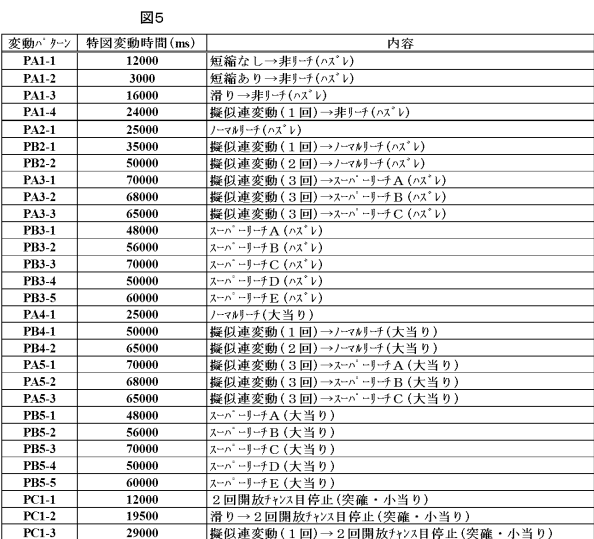 図5
変動ﾊﾟﾀｰﾝ 特図変動時間(ms) 内容
PA1-1 12000 短縮なし→非ﾘｰﾁ(ﾊｽﾞﾚ)
PA1-2 3000 短縮あり→非ﾘｰﾁ(ﾊｽﾞﾚ)
PA1-3 16000 滑り→非ﾘｰﾁ(ﾊｽﾞﾚ)
PA1-4 24000 擬似連変動(1回)→非ﾘｰﾁ(ﾊｽﾞﾚ)
PA2-1 25000 ﾉｰﾏﾙﾘｰﾁ(ﾊｽﾞﾚ)
PB2-1 35000 擬似連変動(1回)→ﾉｰﾏﾙﾘｰﾁ(ﾊｽﾞﾚ)
PB2-2 50000 擬似連変動(2回)→ﾉｰﾏﾙﾘｰﾁ(ﾊｽﾞﾚ)
PA3-1 70000 擬似連変動(3回)→ｽｰﾊﾟｰﾘｰﾁA(ﾊｽﾞﾚ)
PA3-2 68000 擬似連変動(3回)→ｽｰﾊﾟｰﾘｰﾁB(ﾊｽﾞﾚ)
PA3-3 65000 擬似連変動(3回)→ｽｰﾊﾟｰﾘｰﾁC(ﾊｽﾞﾚ)
PB3-1 48000 ｽｰﾊﾟｰﾘｰﾁA(ﾊｽﾞﾚ)
PB3-2 56000 ｽｰﾊﾟｰﾘｰﾁB(ﾊｽﾞﾚ)
PB3-3 70000 ｽｰﾊﾟｰﾘｰﾁC(ﾊｽﾞﾚ)
PB3-4 50000 ｽｰﾊﾟｰﾘｰﾁD(ﾊｽﾞﾚ)
PB3-5 60000 ｽｰﾊﾟｰﾘｰﾁE(ﾊｽﾞﾚ)
PA4-1 25000 ﾉｰﾏﾙﾘｰﾁ(大当り)
PB4-1 50000 擬似連変動(1回)→ﾉｰﾏﾙﾘｰﾁ(大当り)
PB4-2 65000 擬似連変動(2回)→ﾉｰﾏﾙﾘｰﾁ(大当り)
PA5-1 70000 擬似連変動(3回)→ｽｰﾊﾟｰﾘｰﾁA(大当り)
PA5-2 68000 擬似連変動(3回)→ｽｰﾊﾟｰﾘｰﾁB(大当り)
PA5-3 65000 擬似連変動(3回)→ｽｰﾊﾟｰﾘｰﾁC(大当り)
PB5-1 48000 ｽｰﾊﾟｰﾘｰﾁA(大当り)
PB5-2 56000 ｽｰﾊﾟｰﾘｰﾁB(大当り)
PB5-3 70000 ｽｰﾊﾟｰﾘｰﾁC(大当り)
PB5-4 50000 ｽｰﾊﾟｰﾘｰﾁD(大当り)
PB5-5 60000 ｽｰﾊﾟｰﾘｰﾁE(大当り)
PC1-1 12000 2回開放ﾁｬﾝｽ目停止(突確・小当り)
PC1-2 19500 滑り→2回開放ﾁｬﾝｽ目停止(突確・小当り)
PC1-3 29000 擬似連変動(1回)→2回開放ﾁｬﾝｽ目停止(突確・小当り)